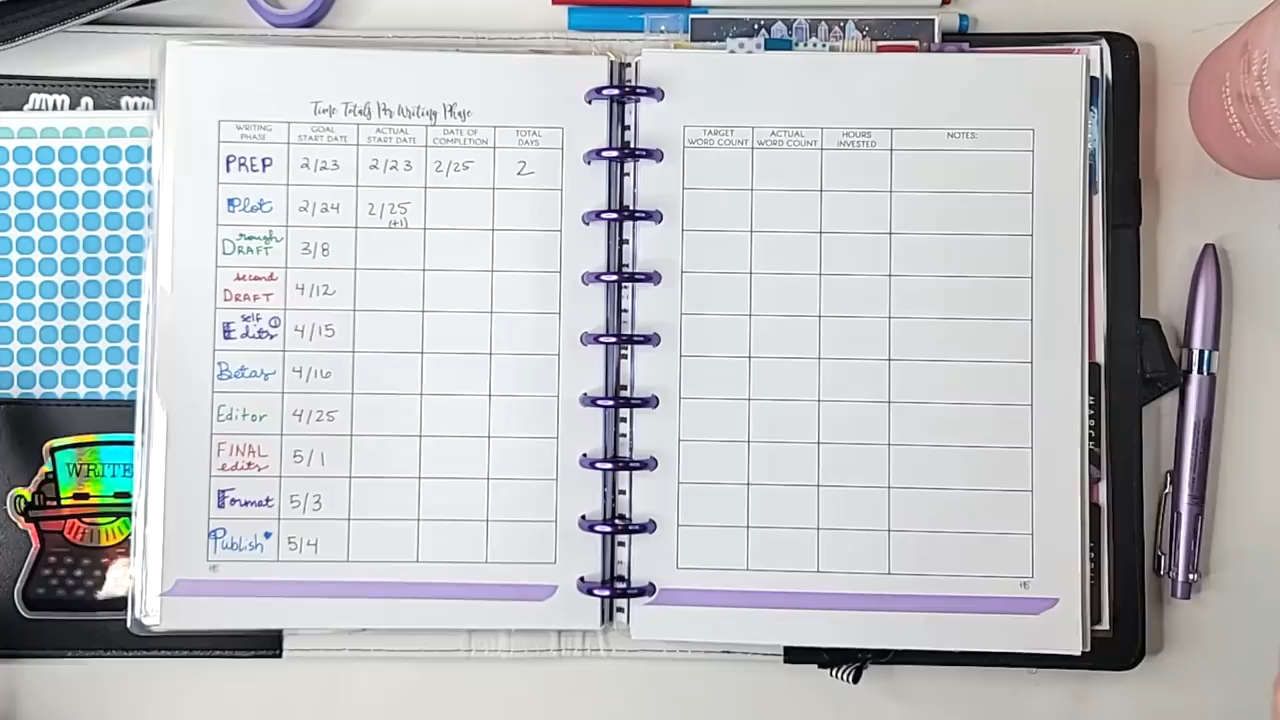 Time Totals Per Writing Phase
WRITING PHASE GOAL START DATE ACTUAL START DATE DATE OF COMPLETION TOTAL DAYS
PREP 2/23 2/23 2/25 2
Plot 2/24 2/25 (+1)
rough DRAFT 3/8
second DRAFT 4/12
self Edits ① 4/15
Betas 4/16
Editor 4/25
FINAL edits 5/1
Format 5/3
Publish 5/4
TARGET WORD COUNT ACTUAL WORD COUNT HOURS INVESTED NOTES:
WRITE
MARCH